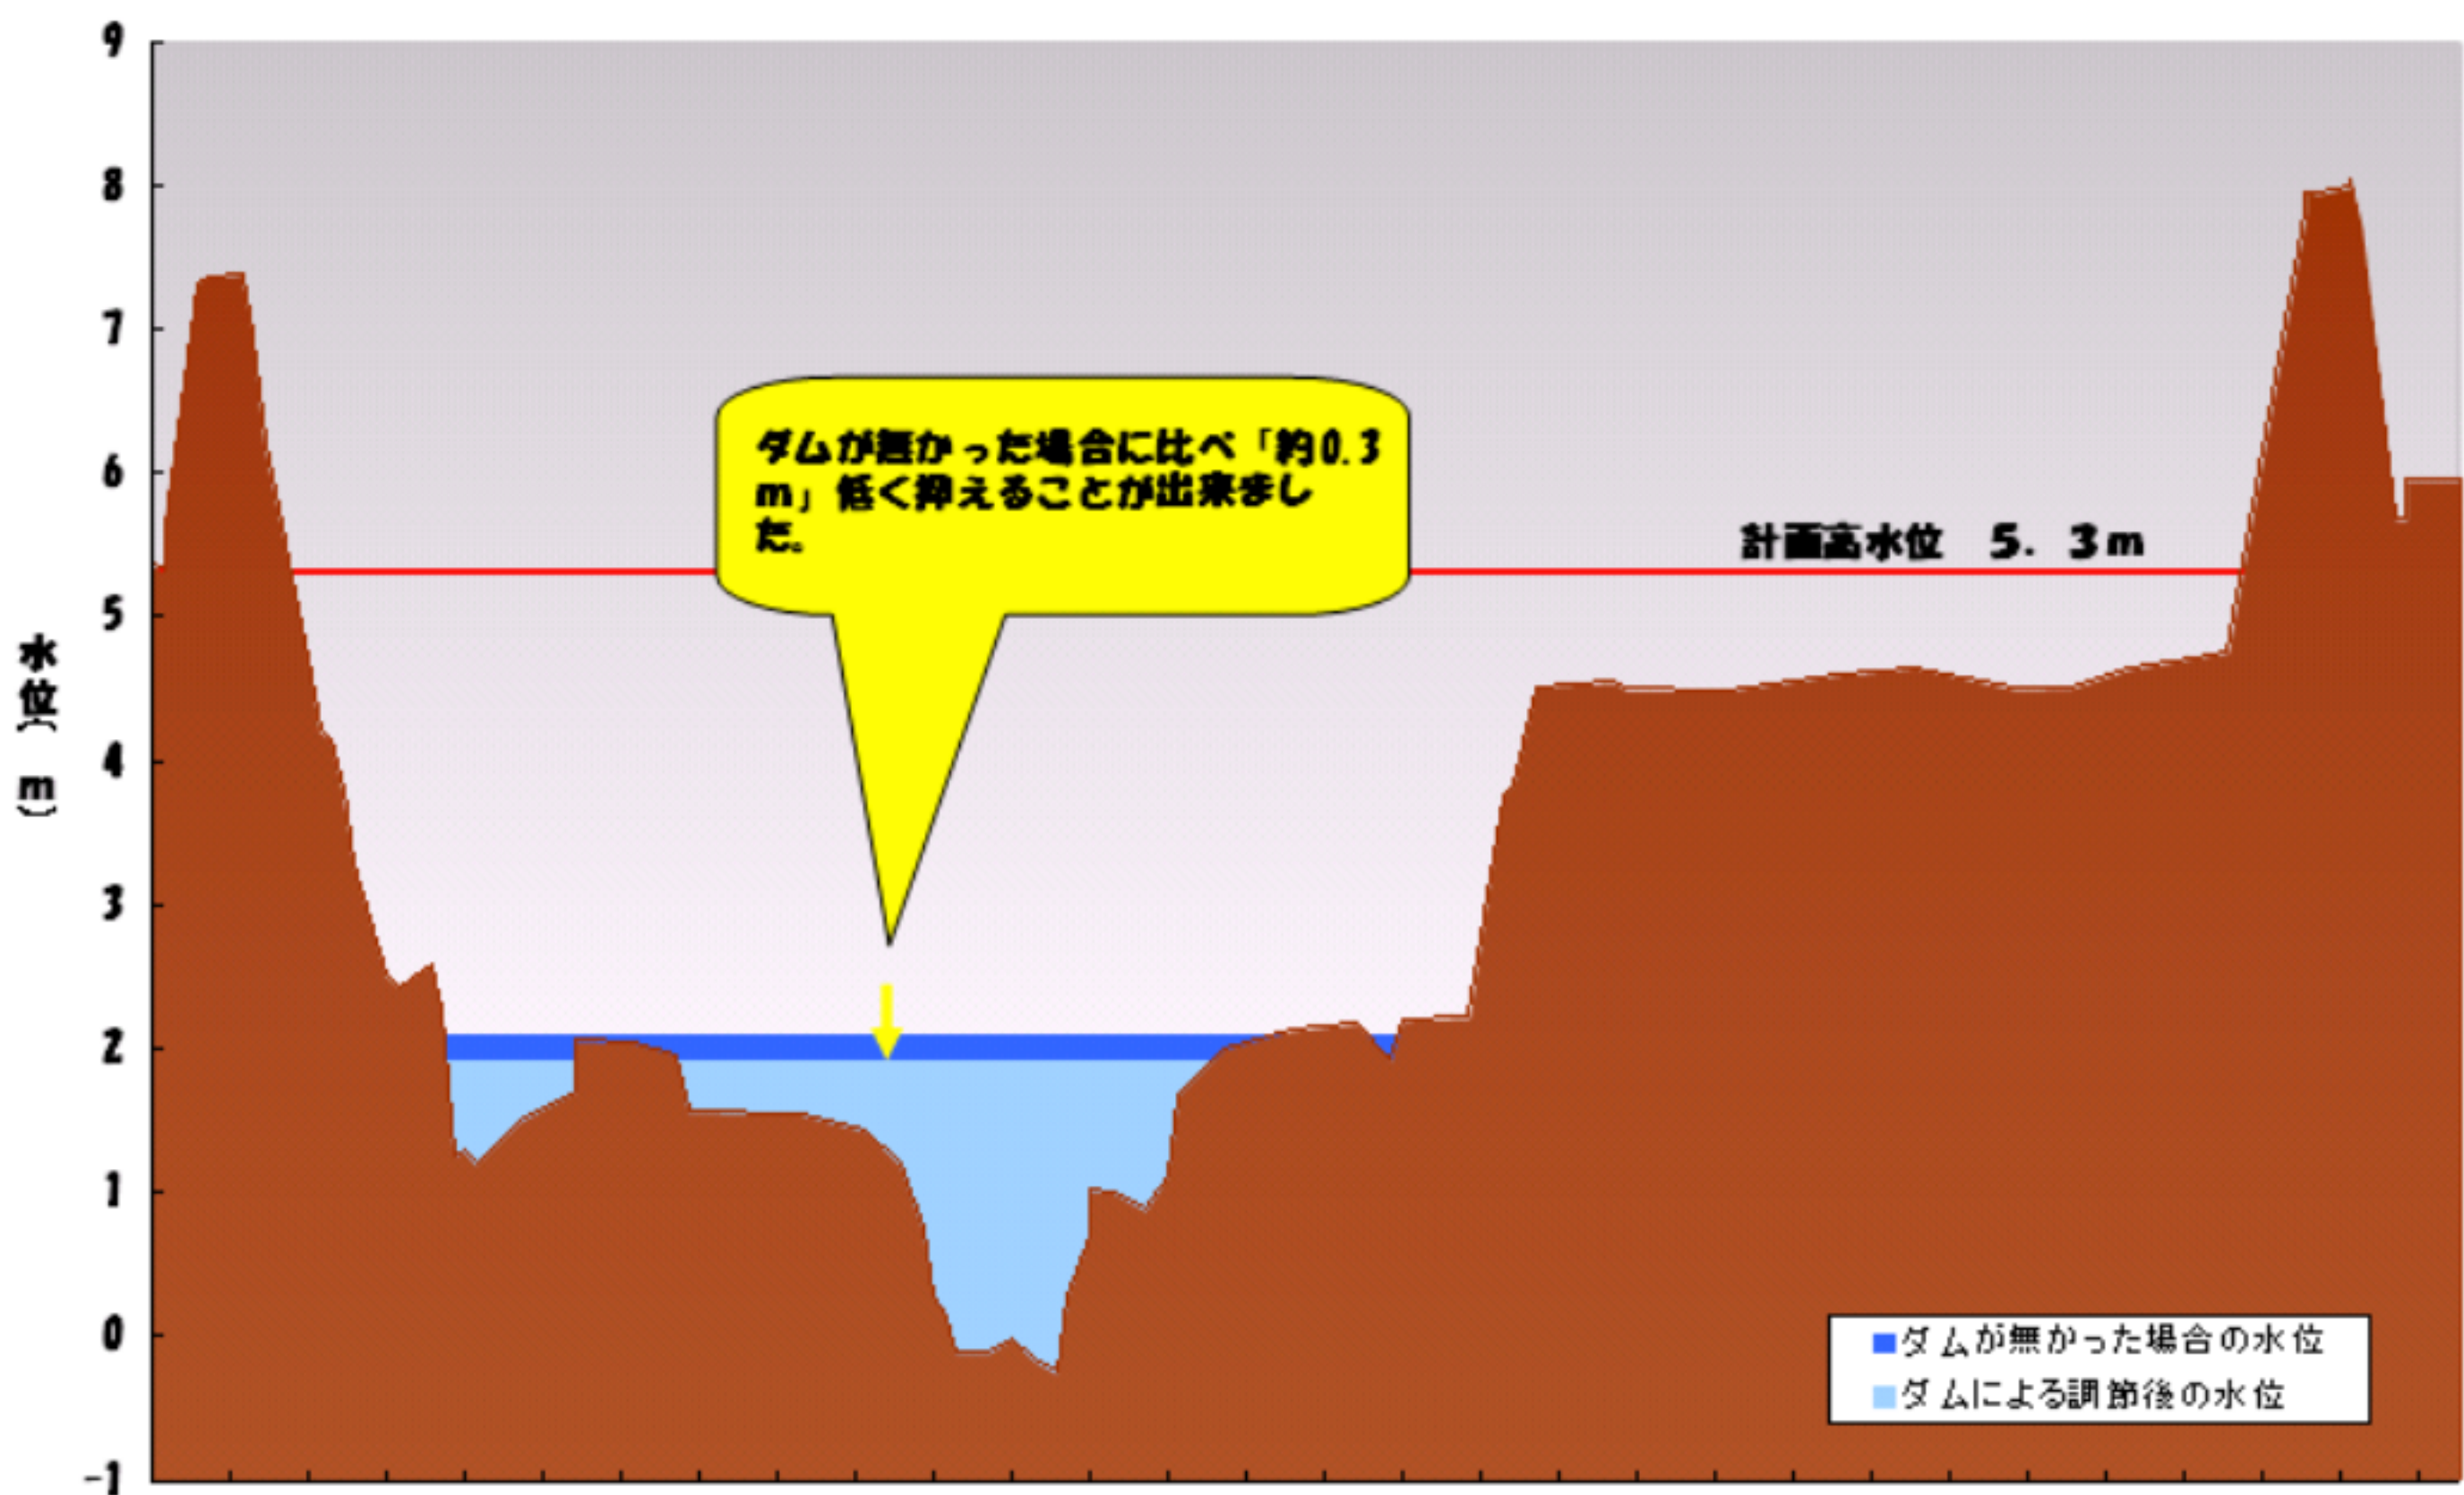 9
8
7
6
5
4
3
2
1
0
-1
水位(m)
ダムが無かった場合に比べ「約0.3
m」低く抑えることが出来まし
た。
計画高水位 5.3m
ダムが無かった場合の水位
ダムによる調節後の水位